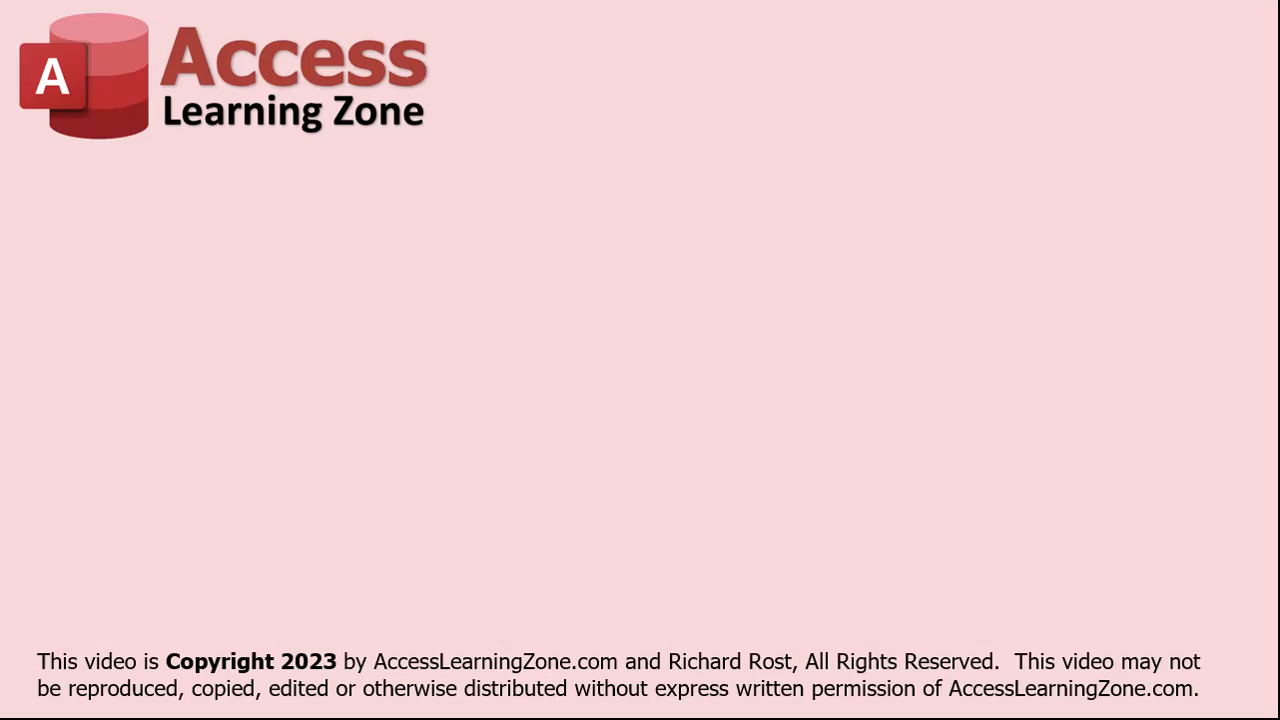 A
Access
Learning Zone
This video is Copyright 2023 by AccessLearningZone.com and Richard Rost, All Rights Reserved.  This video may not
be reproduced, copied, edited or otherwise distributed without express written permission of AccessLearningZone.com.